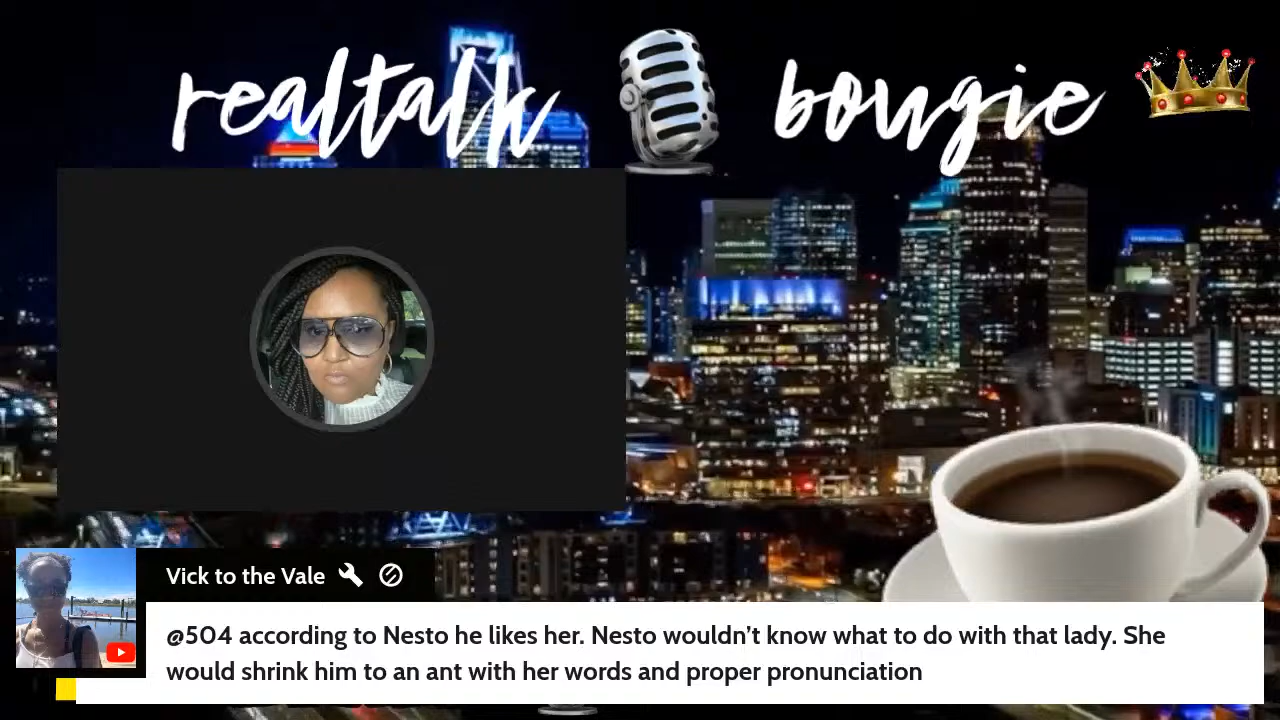 realtalk bougie
Vick to the Vale
@504 according to Nesto he likes her. Nesto wouldn't know what to do with that lady. She
would shrink him to an ant with her words and proper pronunciation